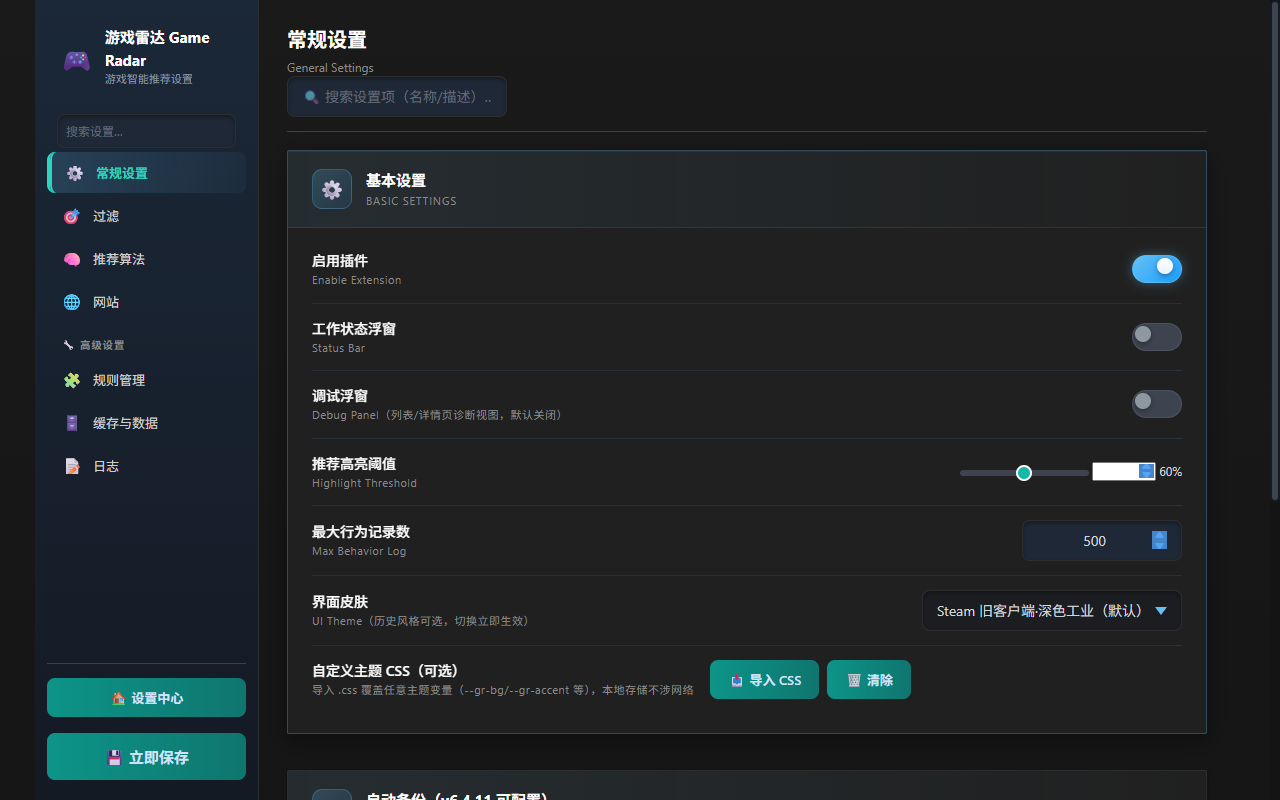 游戏雷达 Game
Radar
游戏智能推荐设置
搜索设置...
常规设置
过滤
推荐算法
网站
高级设置
规则管理
缓存与数据
日志
设置中心
立即保存
常规设置
General Settings
搜索设置项（名称/描述）..
基本设置
BASIC SETTINGS
启用插件
Enable Extension
工作状态浮窗
Status Bar
调试浮窗
Debug Panel（列表/详情页诊断视图，默认关闭）
推荐高亮阈值
Highlight Threshold
60%
最大行为记录数
Max Behavior Log
500
界面皮肤
UI Theme（历史风格可选，切换立即生效）
Steam 旧客户端·深色工业（默认）
自定义主题 CSS（可选）
导入 .css 覆盖任意主题变量（--gr-bg/--gr-accent 等），本地存储不涉网络
导入 CSS
清除
自动备份（v6.4.11 可配置）